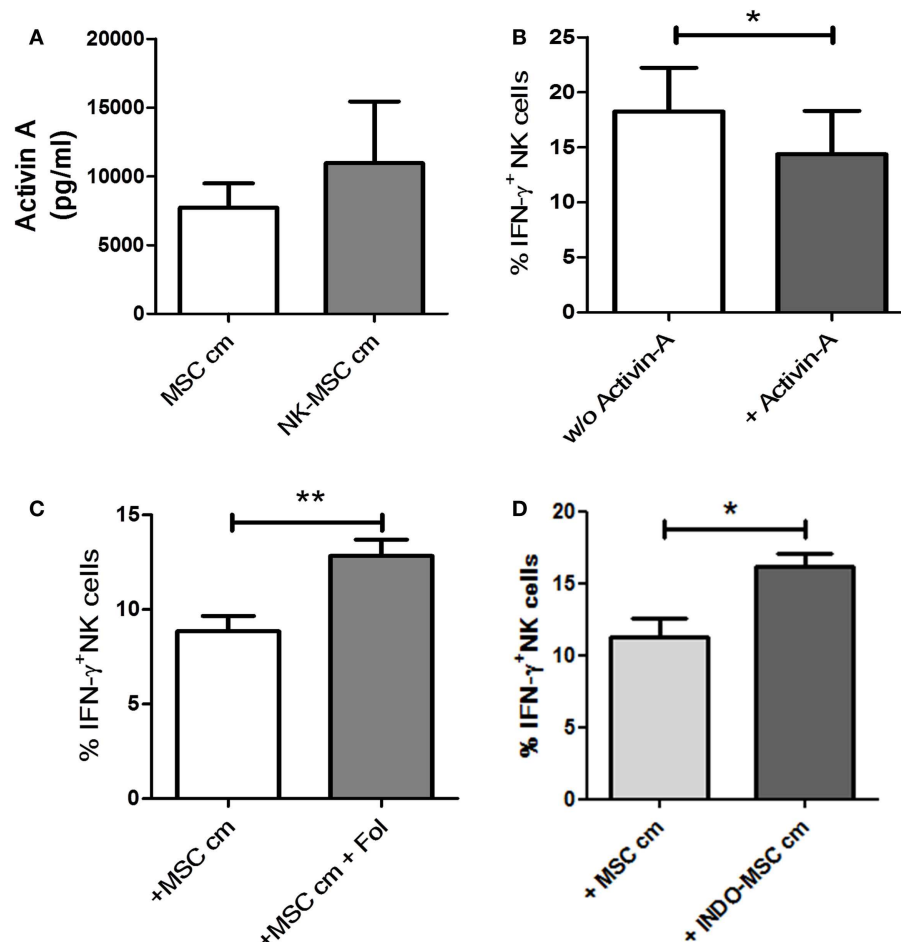 A
Activin A
(pg/ml)
20000
15000
10000
5000
0
MSC cm
NK-MSC cm
B
*
% IFN-γ+ NK cells
25
20
15
10
5
0
w/o Activin-A
+ Activin-A
C
**
% IFN-γ+NK cells
15
10
5
0
+MSC cm
+MSC cm + Fol
D
*
% IFN-γ+NK cells
20
15
10
5
0
+ MSC cm
+ INDO-MSC cm